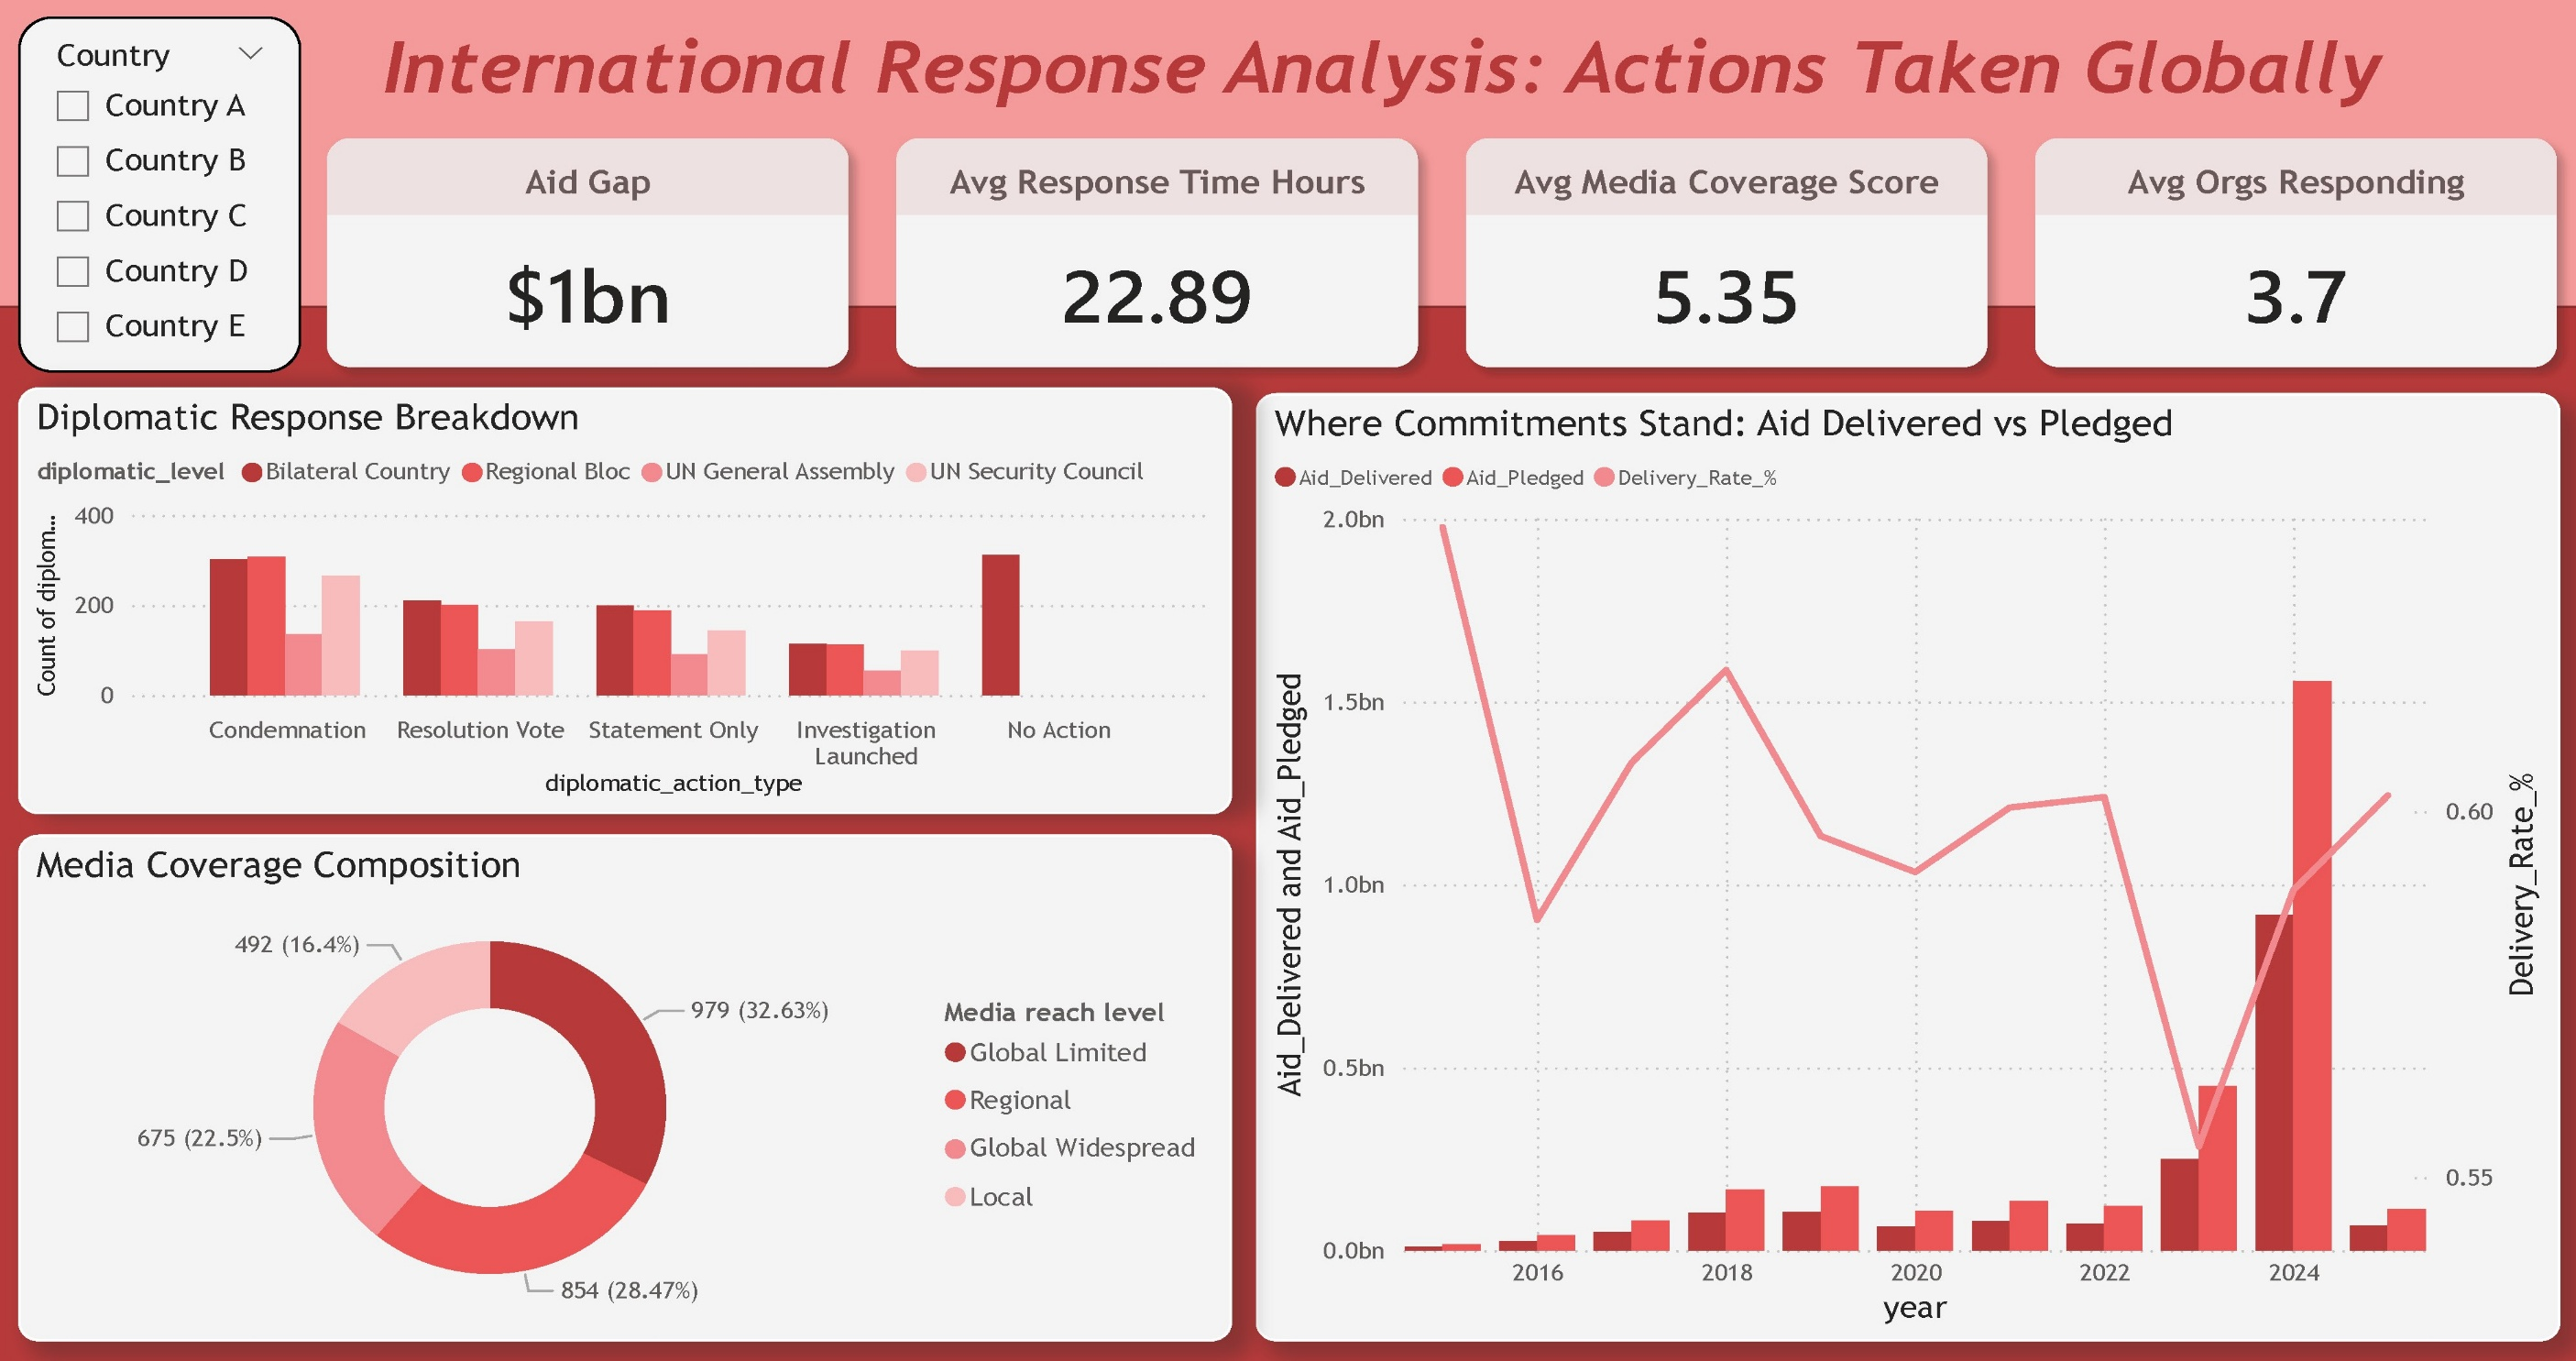 Country
Country A
Country B
Country C
Country D
Country E
International Response Analysis: Actions Taken Globally
Aid Gap
$1bn
Avg Response Time Hours
22.89
Avg Media Coverage Score
5.35
Avg Orgs Responding
3.7
Diplomatic Response Breakdown
diplomatic_level Bilateral Country Regional Bloc UN General Assembly UN Security Council
Count of diplom...
400
200
0
Condemnation Resolution Vote Statement Only Investigation Launched No Action
diplomatic_action_type
Media Coverage Composition
492 (16.4%)
979 (32.63%)
675 (22.5%)
854 (28.47%)
Media reach level
Global Limited
Regional
Global Widespread
Local
Where Commitments Stand: Aid Delivered vs Pledged
Aid_Delivered Aid_Pledged Delivery_Rate_%
Aid_Delivered and Aid_Pledged
2.0bn
1.5bn
1.0bn
0.5bn
0.0bn
0.60
0.55
Delivery_Rate_%
2016 2018 2020 2022 2024
year